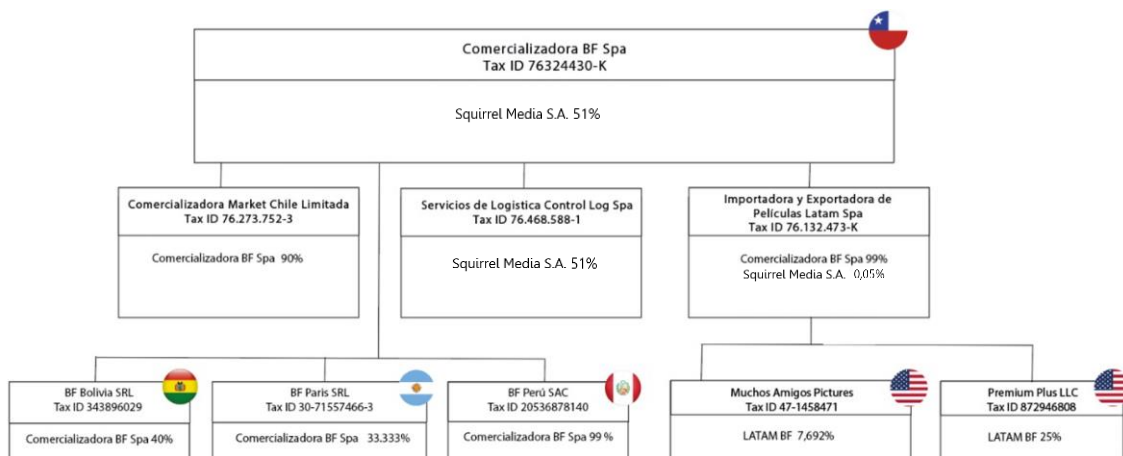 Comercializadora BF Spa
Tax ID 76324430-K
Squirrel Media S.A. 51%
Comercializadora Market Chile Limitada
Tax ID 76.273.752-3
Comercializadora BF Spa 90%
Servicios de Logistica Control Log Spa
Tax ID 76.468.588-1
Squirrel Media S.A. 51%
Importadora y Exportadora de
Películas Latam Spa
Tax ID 76.132.473-K
Comercializadora BF Spa 99%
Squirrel Media S.A. 0,05%
BF Bolivia SRL
Tax ID 343896029
Comercializadora BF Spa 40%
BF Paris SRL
Tax ID 30-71557466-3
Comercializadora BF Spa 33.333%
BF Perú SAC
Tax ID 20536878140
Comercializadora BF Spa 99 %
Muchos Amigos Pictures
Tax ID 47-1458471
LATAM BF 7,692%
Premium Plus LLC
Tax ID 872946808
LATAM BF 25%